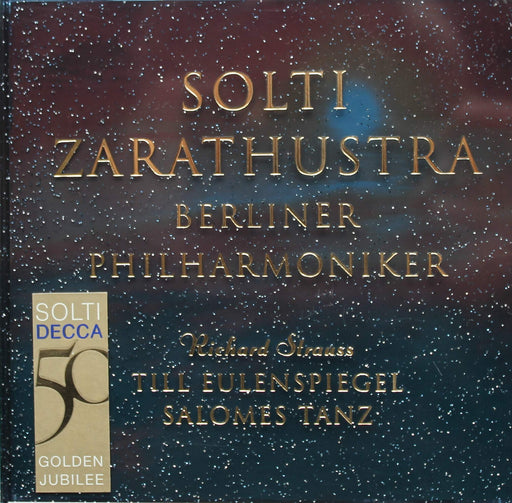 SOLTI
ZARATHUSTRA
BERLINER
PHILHARMONIKER
Richard Strauss
TILL EULENSPIEGEL
SALOMES TANZ
SOLTI
DECCA
50
GOLDEN
JUBILEE